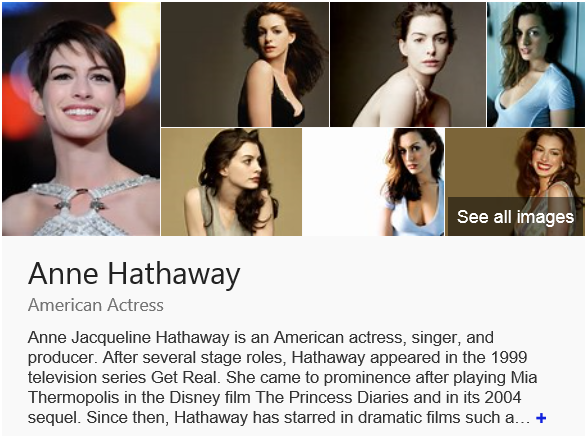 See all images
Anne Hathaway
American Actress
Anne Jacqueline Hathaway is an American actress, singer, and
producer. After several stage roles, Hathaway appeared in the 1999
television series Get Real. She came to prominence after playing Mia
Thermopolis in the Disney film The Princess Diaries and in its 2004
sequel. Since then, Hathaway has starred in dramatic films such a... +